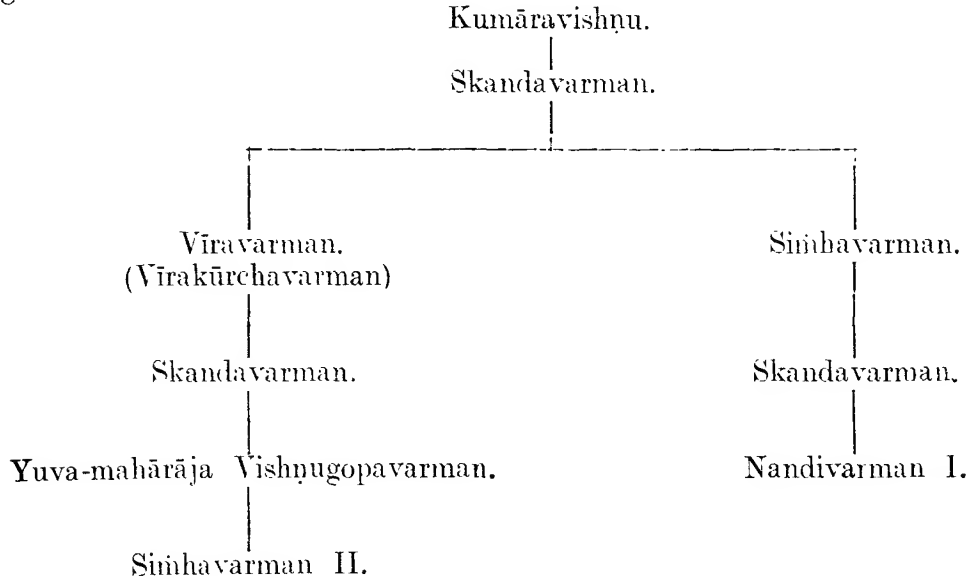 Kumāravishṇu.
Skandavarman.
Vīravarman. Siṁhavarman.
(Vīrakūrchavarman)
Skandavarman. Skandavarman.
Yuva-mahārāja Vishṇugopavarman. Nandivarman I.
Siṁhavarman II.